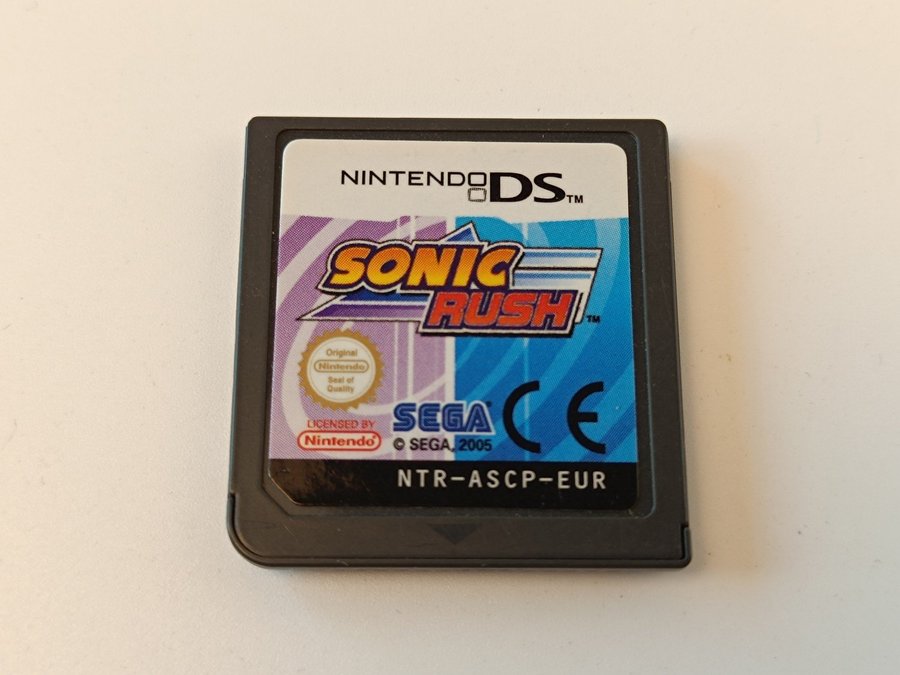 NINTENDO DS™
SONIC
RUSH™
Original
Nintendo
Seal of
Quality
LICENSED BY
Nintendo®
SEGA®
© SEGA, 2005
CE
NTR-ASCP-EUR